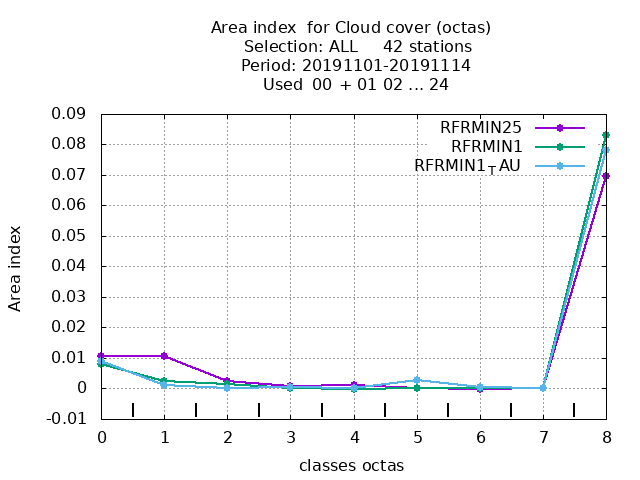 Area index  for Cloud cover (octas)
Selection: ALL     42 stations
Period: 20191101-20191114
Used  00 + 01 02 ... 24
RFRMIN25
RFRMIN1
RFRMIN1TAU
0.09
0.08
0.07
0.06
0.05
0.04
0.03
0.02
0.01
0
-0.01
Area index
0 1 2 3 4 5 6 7 8
classes octas